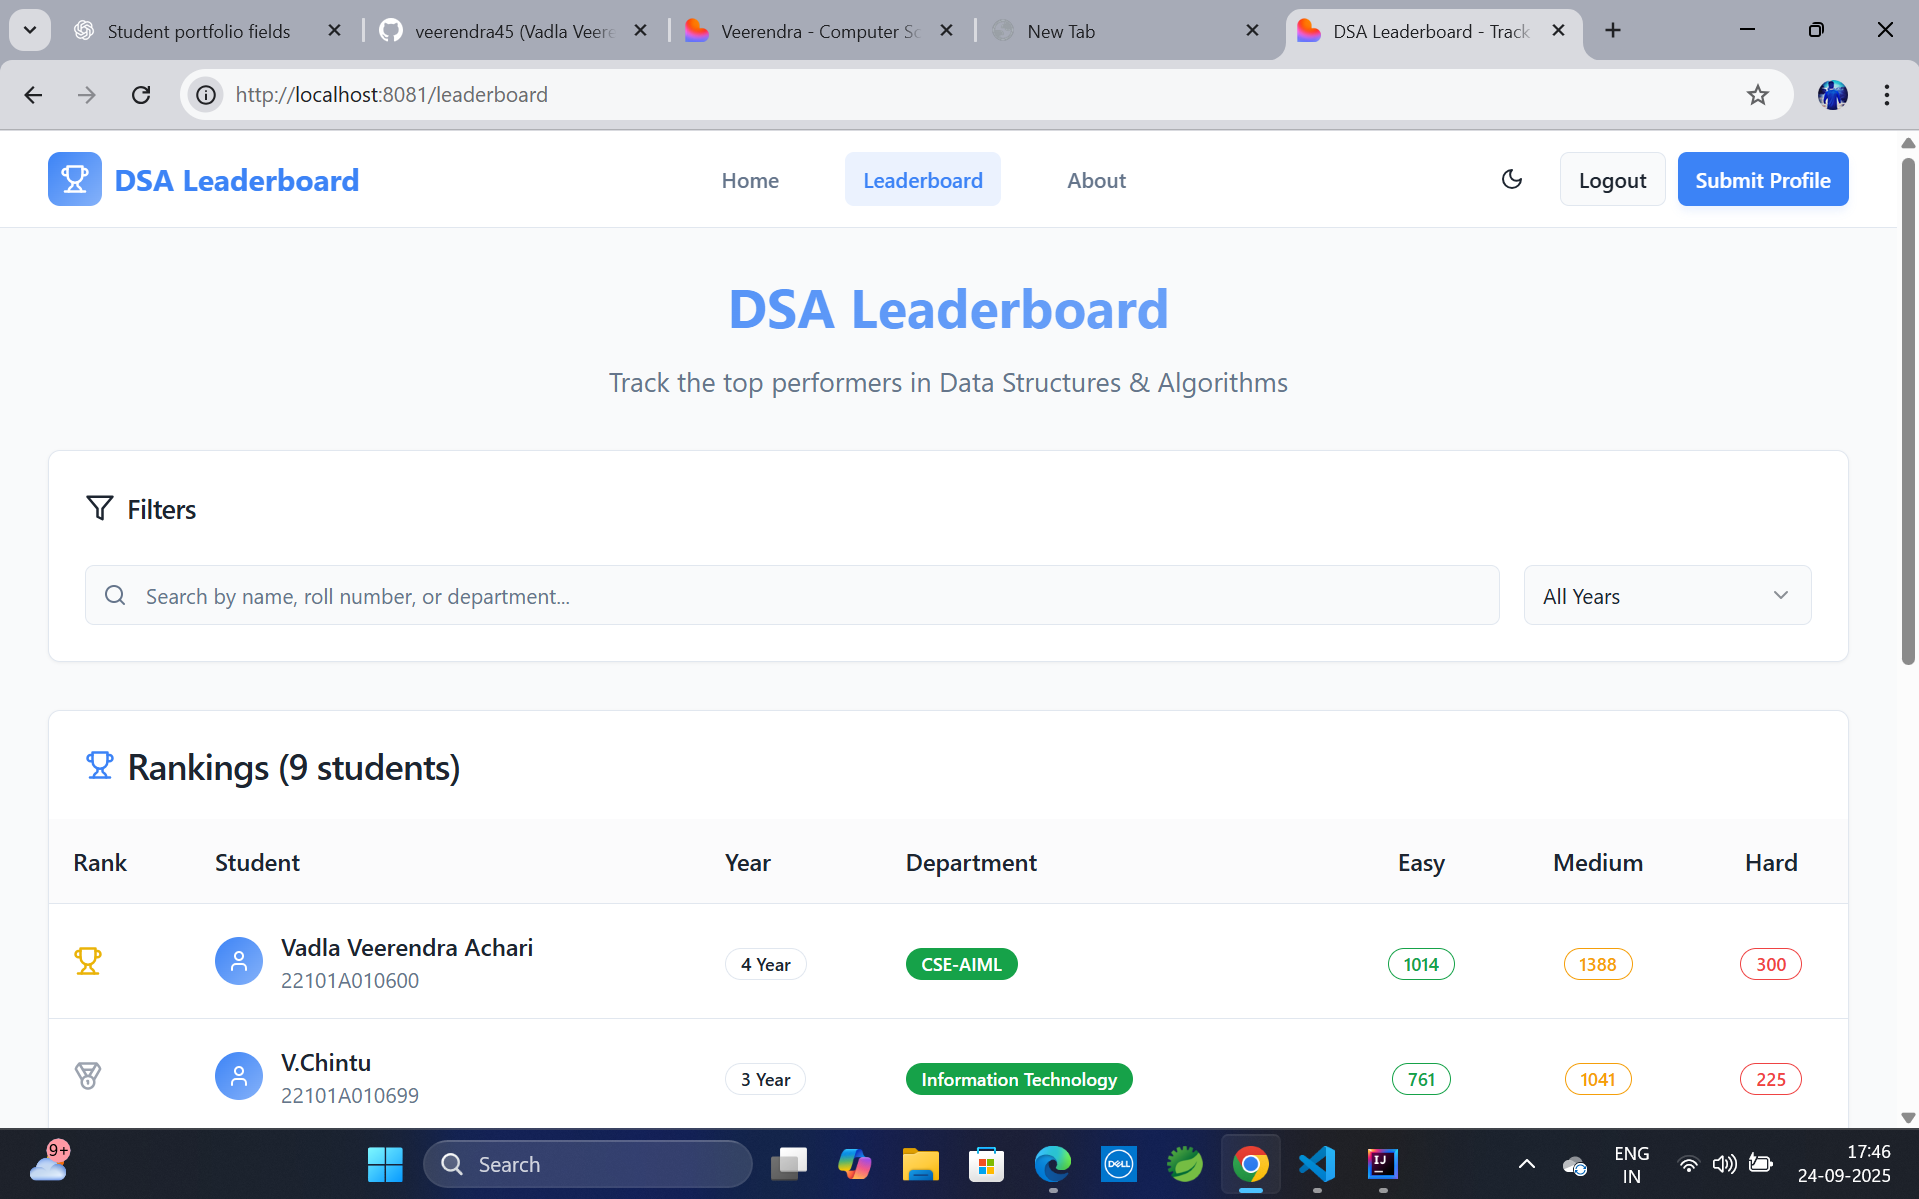 Student portfolio fields
veerendra45 (Vadla Veere
Veerendra - Computer Sc
New Tab
DSA Leaderboard - Track
http://localhost:8081/leaderboard
DSA Leaderboard
Home
Leaderboard
About
Logout
Submit Profile
DSA Leaderboard
Track the top performers in Data Structures & Algorithms
Filters
Search by name, roll number, or department...
All Years
Rankings (9 students)
Rank Student Year Department Easy Medium Hard
Vadla Veerendra Achari
22101A010600
4 Year CSE-AIML 1014 1388 300
V.Chintu
22101A010699
3 Year Information Technology 761 1041 225
9+
Search
DELL
IJ
ENG
IN
17:46
24-09-2025